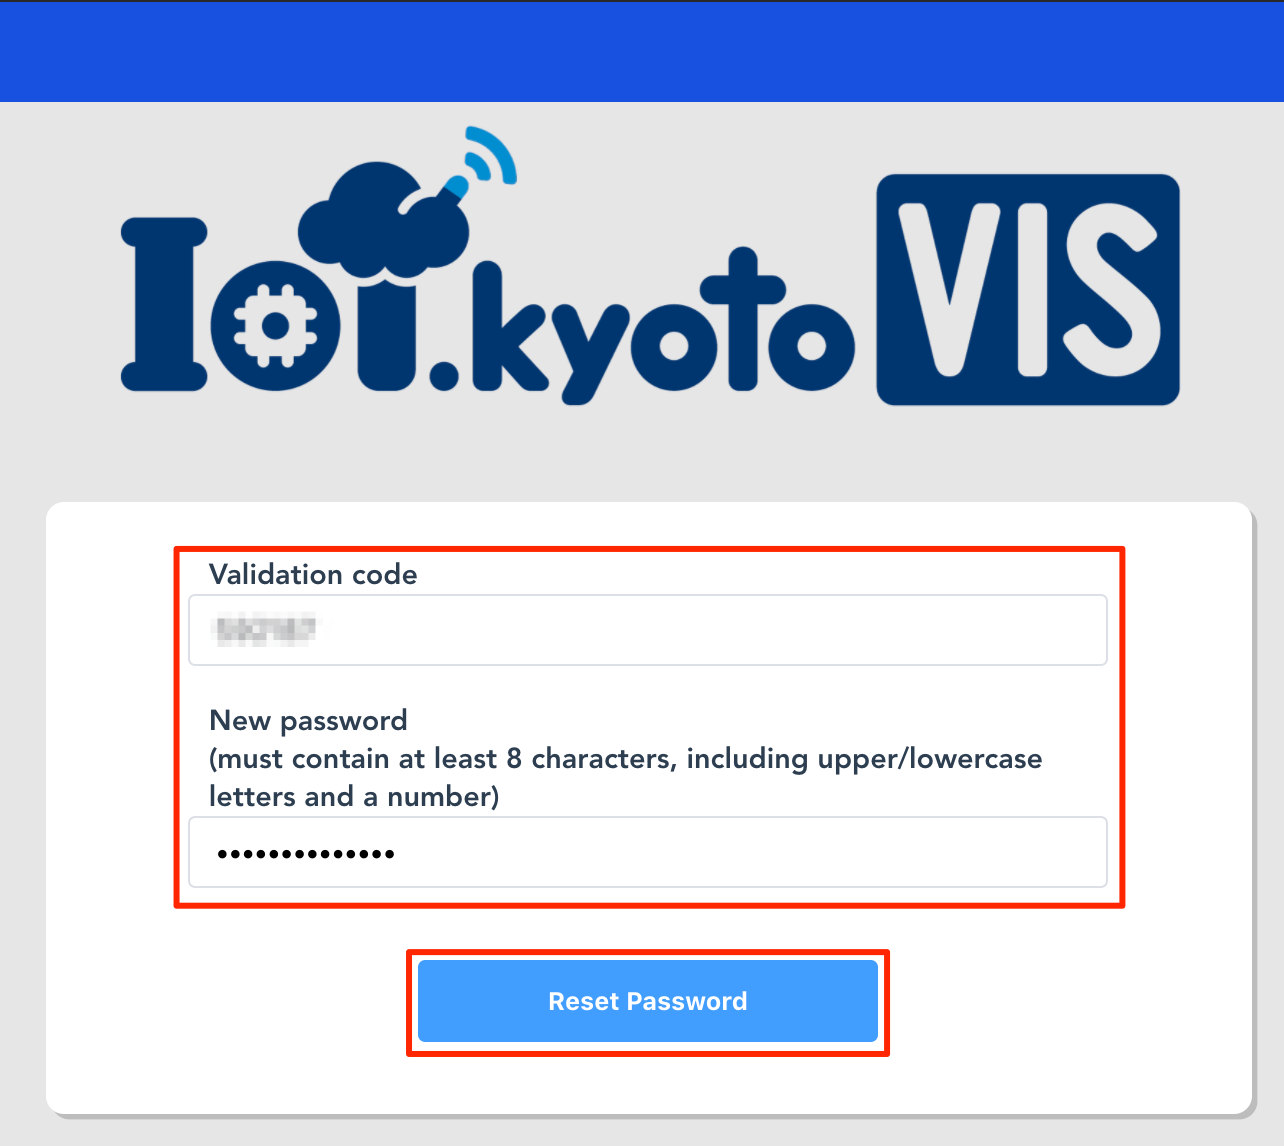 IoT.kyoto VIS
Validation code
New password
(must contain at least 8 characters, including upper/lowercase
letters and a number)
Reset Password